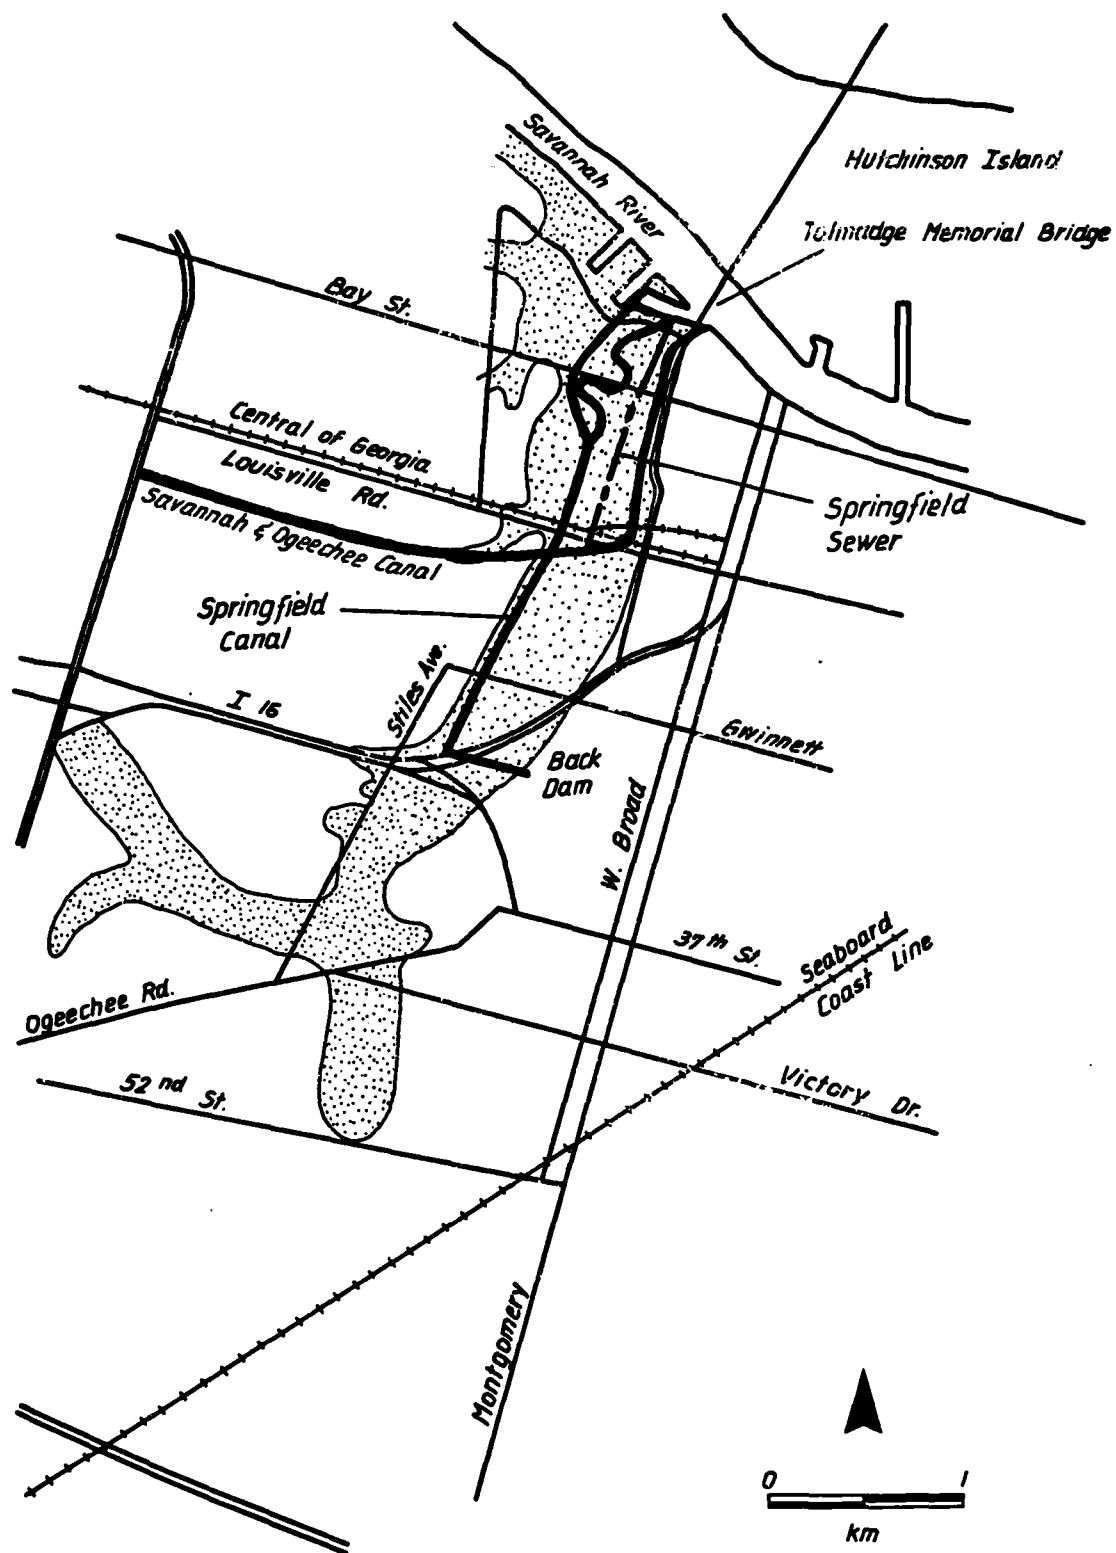 Savannah River
Hutchinson Island
Talmadge Memorial Bridge
Bay St.
Central of Georgia
Louisville Rd.
Savannah & Ogeechee Canal
Springfield
Sewer
Springfield
Canal
Stiles Ave.
I 16
Gwinnett
Back
Dam
W. Broad
37th St.
Seaboard
Coast Line
Ogeechee Rd.
52nd St.
Victory Dr.
Montgomery
0 1
km